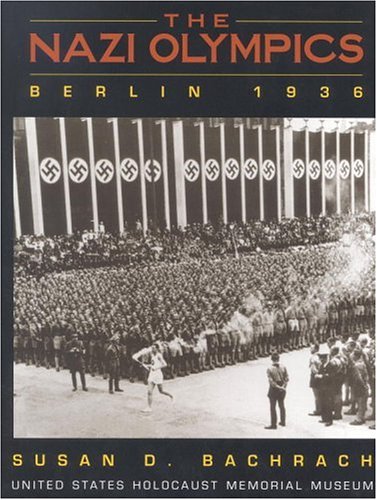 THE
NAZI OLYMPICS
BERLIN 1936
SUSAN D. BACHRACH
UNITED STATES HOLOCAUST MEMORIAL MUSEUM